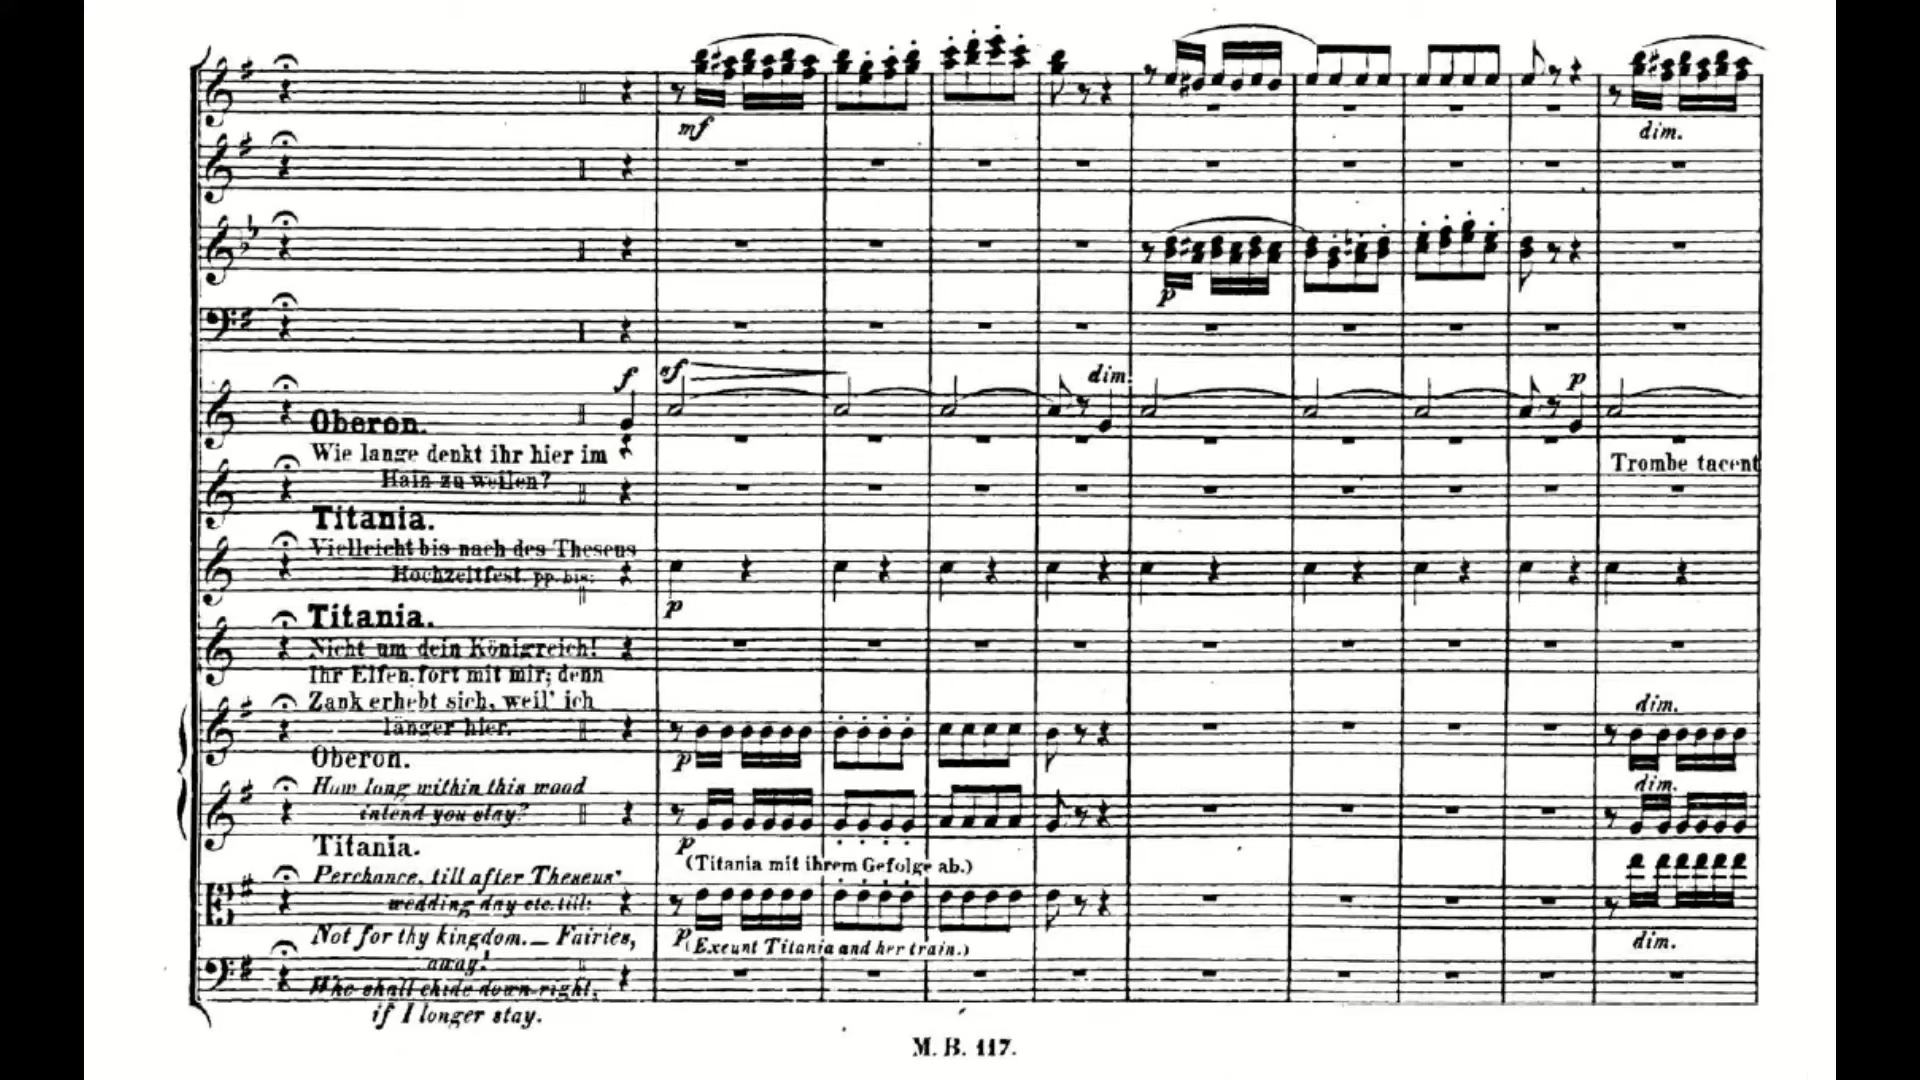 mf
dim.
p
f
sf
dim.
p
Oberon.
Wie lange denkt ihr hier im
Hain zu weilen?
Trombe tacent
Titania.
Vielleicht bis nach des Theseus
Hochzeitfest. pp. bis:
p
Titania.
Nicht um dein Königreich!
Ihr Elfen, fort mit mir; denn
Zank erhebt sich, weil' ich
länger hier.
dim.
p
Oberon.
How long within this wood
intend you stay?
dim.
p
Titania.
(Titania mit ihrem Gefolge ab.)
Perchance, till after Theseus'
wedding day etc. till:
Not for thy kingdom._ Fairies,
away!
p
(Exeunt Titania and her train.)
dim.
Who shall chide down right,
if I longer stay.
M. B. 117.